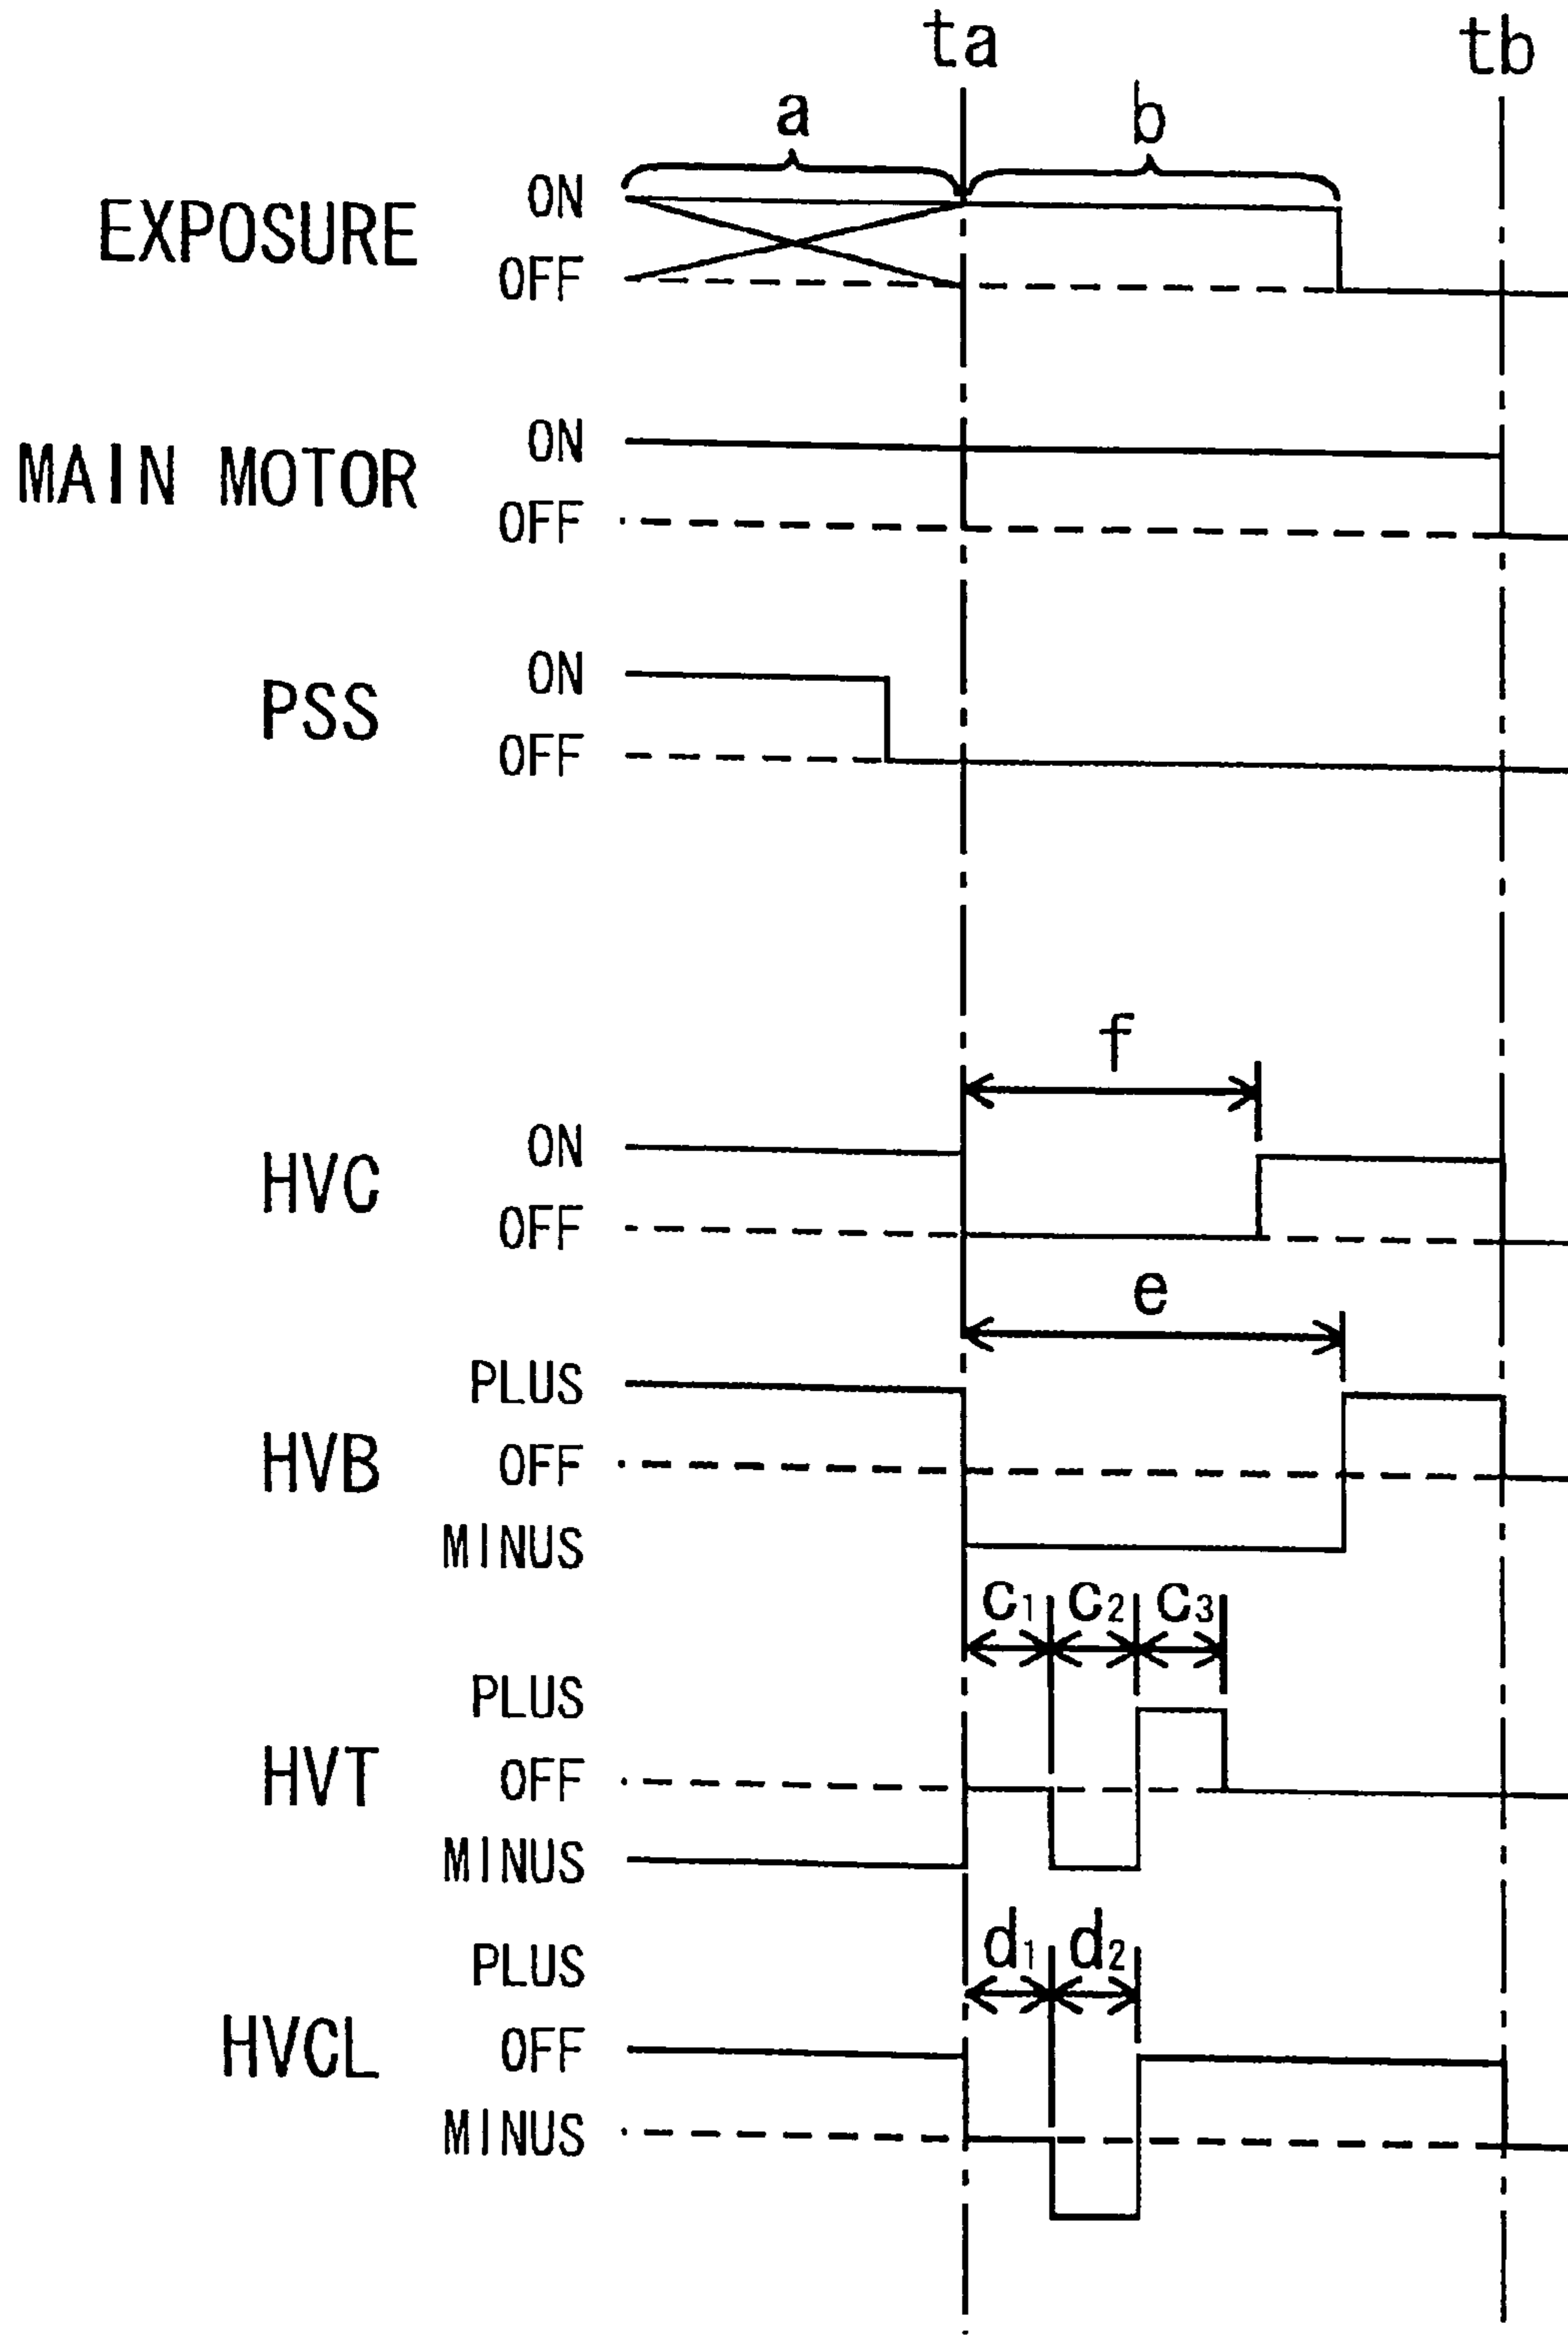 ta tb
a b
EXPOSURE ON
OFF
MAIN MOTOR ON
OFF
PSS ON
OFF
f
HVC ON
OFF
e
PLUS
HVB OFF
MINUS
c1 c2 c3
PLUS
HVT OFF
MINUS
d1 d2
PLUS
HVCL OFF
MINUS